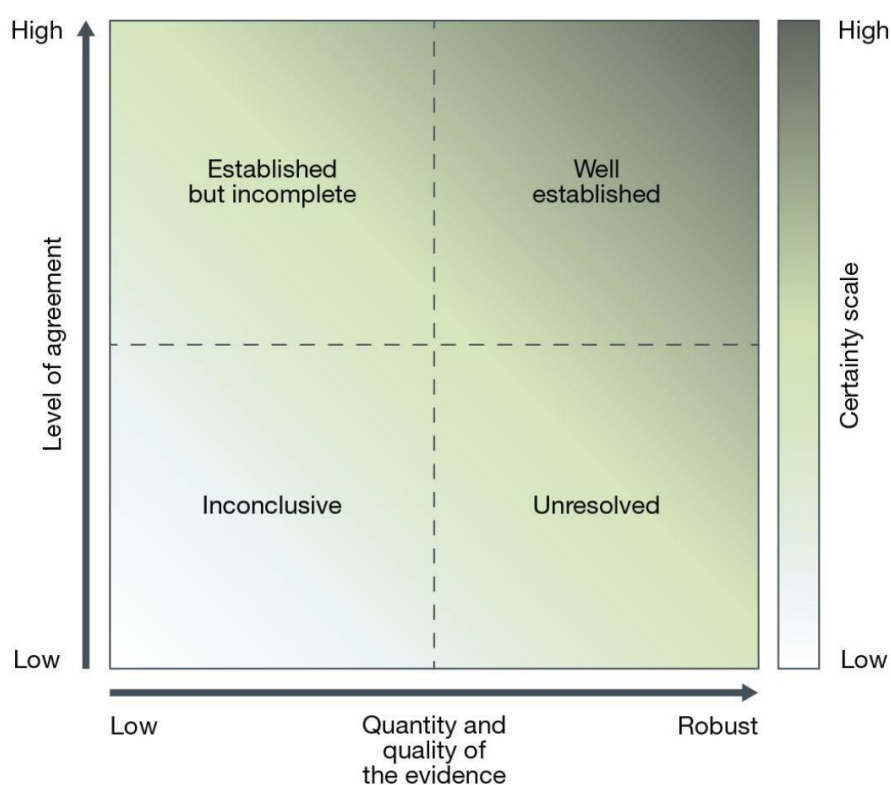 High
High
Established
but incomplete
Well
established
Level of agreement
Certainty scale
Inconclusive
Unresolved
Low
Low
Low
Quantity and
quality of
the evidence
Robust